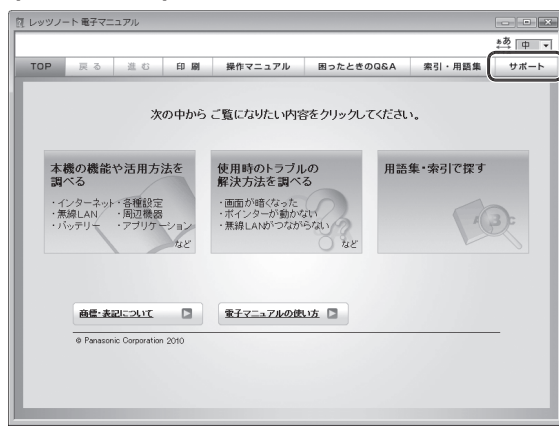 レッツノート 電子マニュアル
あ あ 中
TOP 戻る 進む 印刷 操作マニュアル 困ったときのQ&A 索引・用語集 サポート
次の中から ご覧になりたい内容をクリックしてください。
本機の機能や活用方法を
調べる
・インターネット ・各種設定
・無線LAN ・周辺機器
・バッテリー ・アプリケーション
など
使用時のトラブルの
解決方法を調べる
・画面が暗くなった
・ポインターが動かない
・無線LANがつながらない
など
用語集・索引で探す
商標・表記について
電子マニュアルの使い方
© Panasonic Corporation 2010